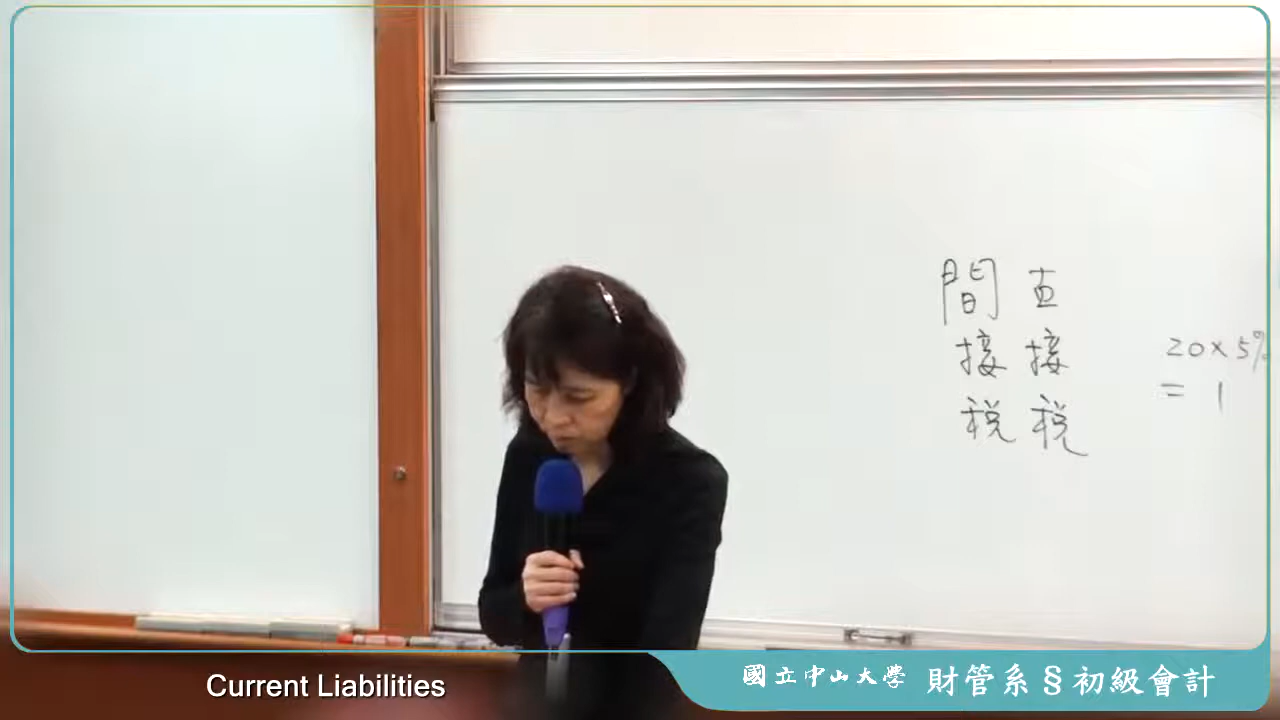 直接稅
間接稅
20×5%
= 1
Current Liabilities
國立中山大學 財管系§初級會計